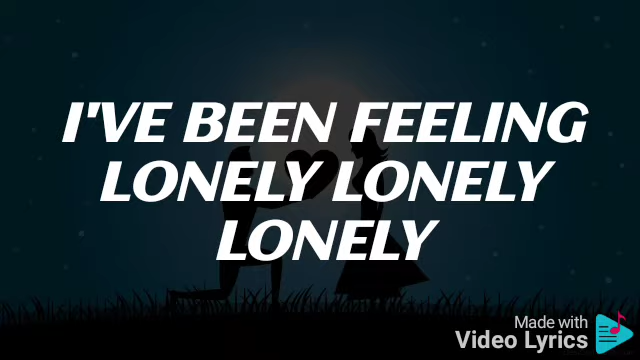 I'VE BEEN FEELING
LONELY LONELY
LONELY
Made with
Video Lyrics